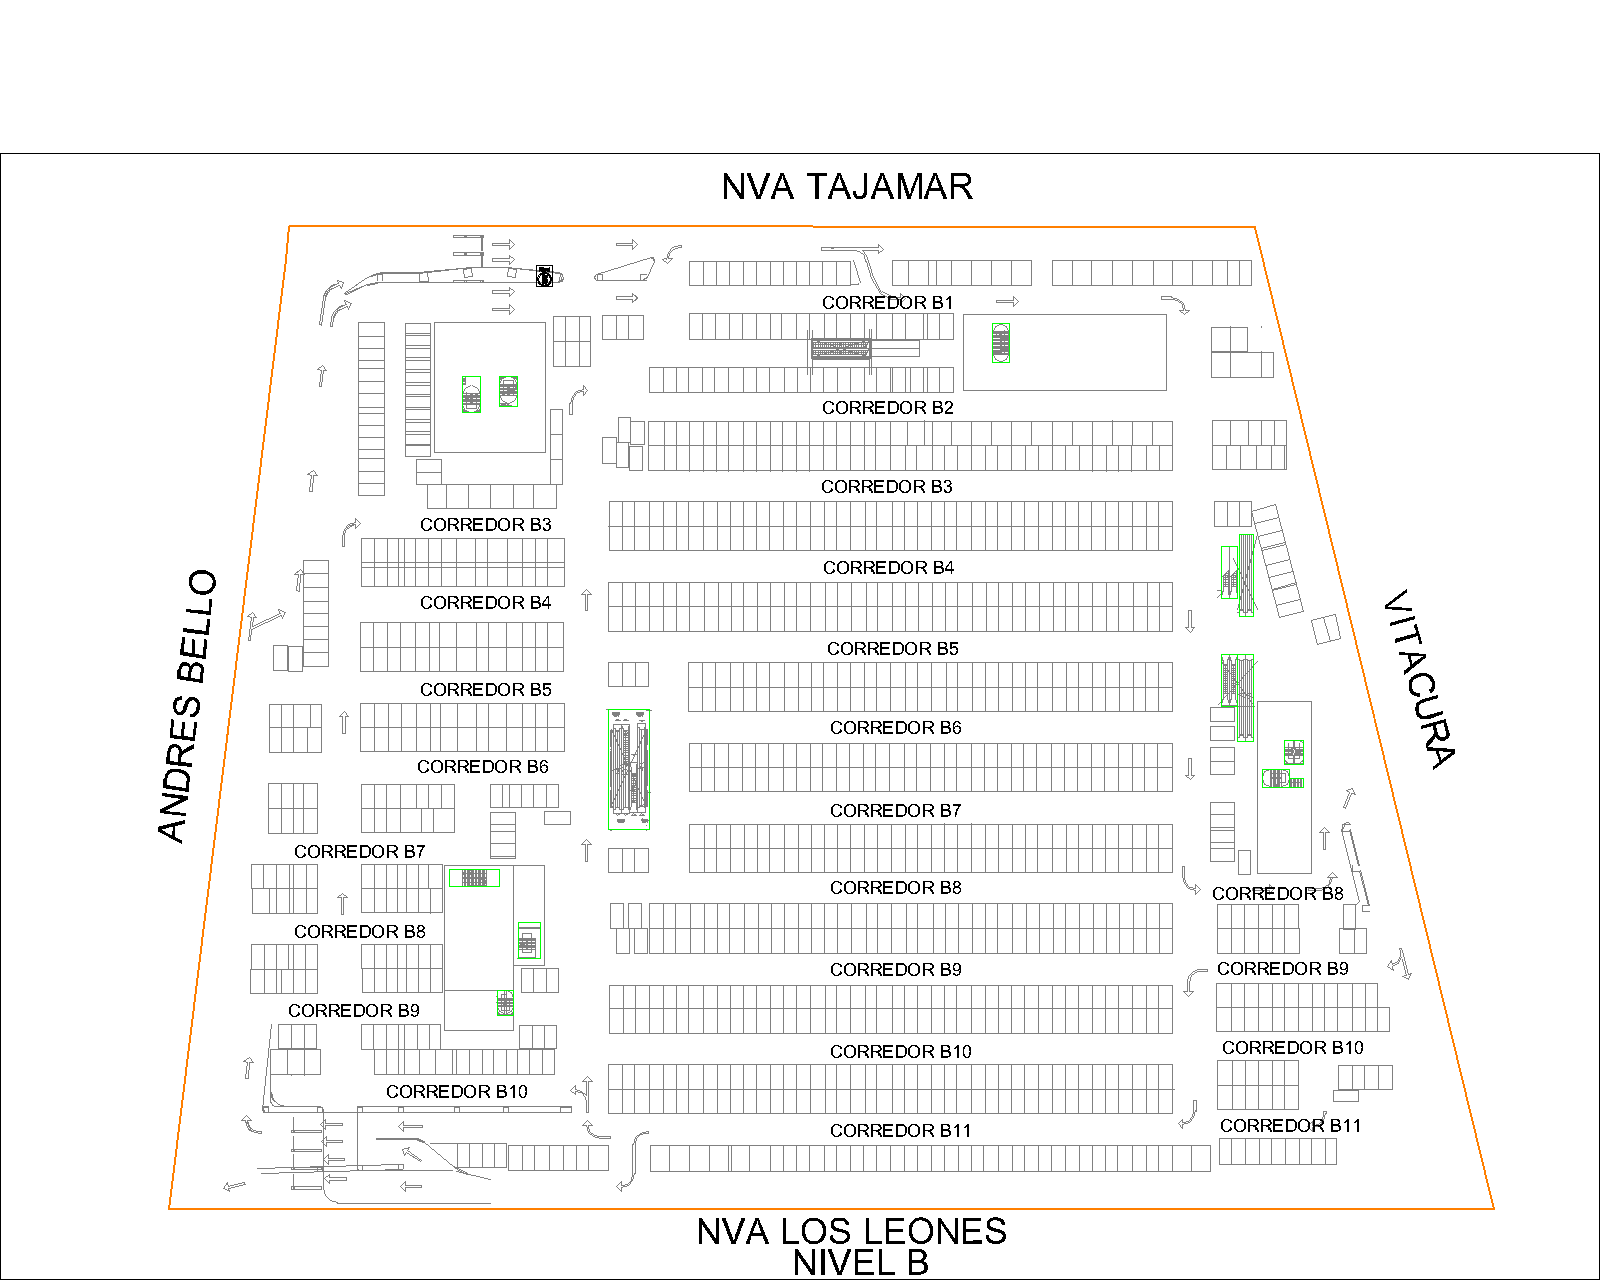 NVA TAJAMAR
CORREDOR B1
CORREDOR B2
CORREDOR B3
CORREDOR B3
CORREDOR B4
CORREDOR B4
ANDRES BELLO
VITACURA
CORREDOR B5
CORREDOR B5
CORREDOR B6
CORREDOR B6
CORREDOR B7
CORREDOR B7
CORREDOR B8
CORREDOR B8
CORREDOR B8
CORREDOR B9
CORREDOR B9
CORREDOR B9
CORREDOR B10
CORREDOR B10
CORREDOR B10
CORREDOR B11
CORREDOR B11
NVA LOS LEONES
NIVEL B